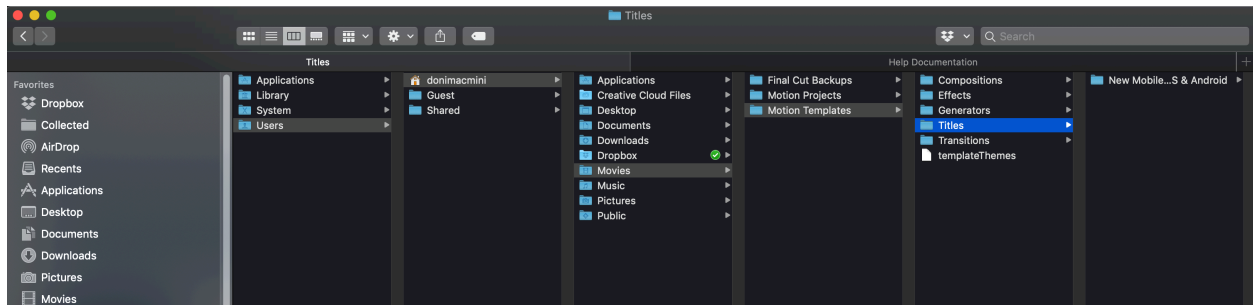 Titles
Search
Titles
Help Documentation
Favorites
Dropbox
Collected
AirDrop
Recents
Applications
Desktop
Documents
Downloads
Pictures
Movies
Applications
Library
System
Users
donimacmini
Guest
Shared
Applications
Creative Cloud Files
Desktop
Documents
Downloads
Dropbox
Movies
Music
Pictures
Public
Final Cut Backups
Motion Projects
Motion Templates
Compositions
Effects
Generators
Titles
Transitions
templateThemes
New Mobile...S & Android